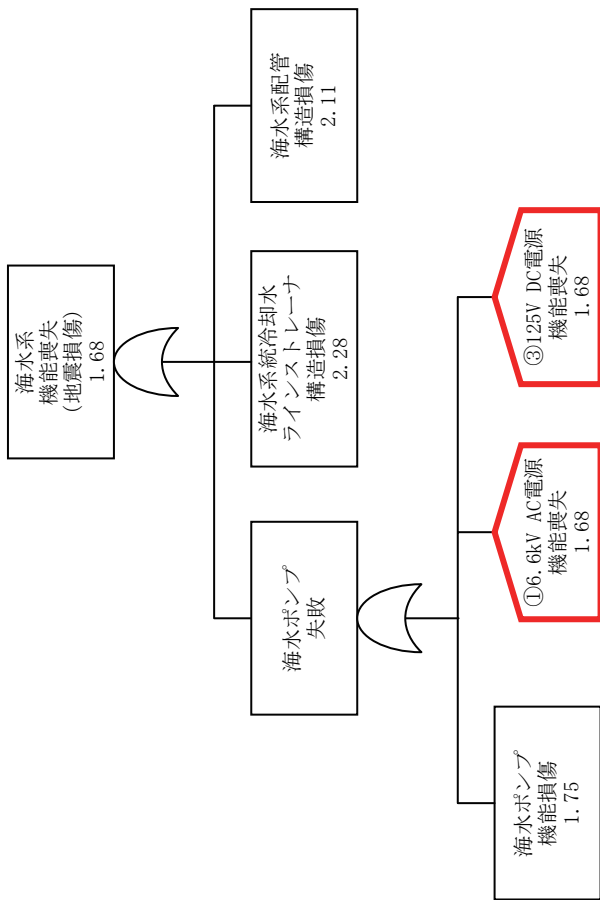 海水系
機能喪失
(地震損傷)
1.68
海水ポンプ
失敗
海水系統冷却水
ラインストレーナ
構造損傷
2.28
海水系配管
構造損傷
2.11
海水ポンプ
機能損傷
1.75
①6.6kV AC電源
機能喪失
1.68
③125V DC電源
機能喪失
1.68